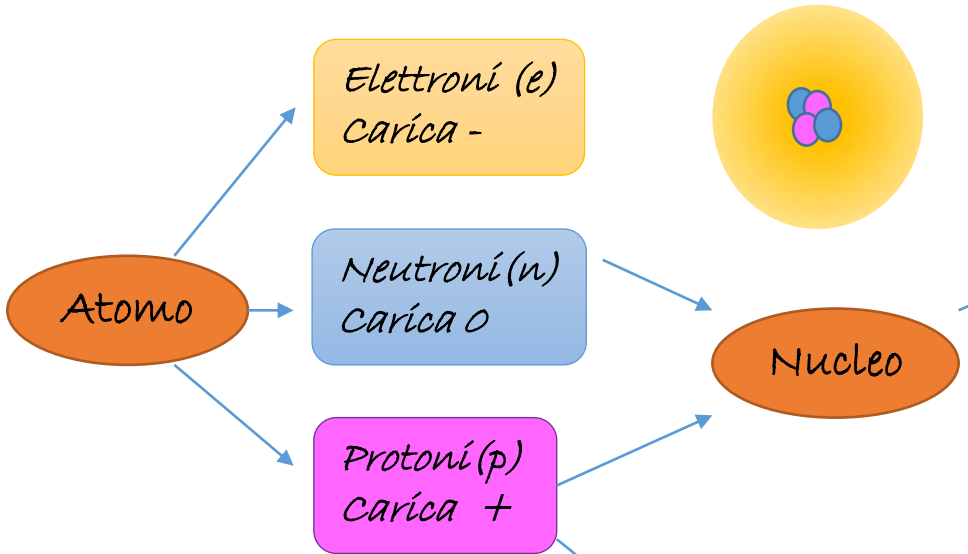 Elettroni (e)
Carica -
Atomo
Neutroni (n)
Carica 0
Nucleo
Protoni (p)
Carica +